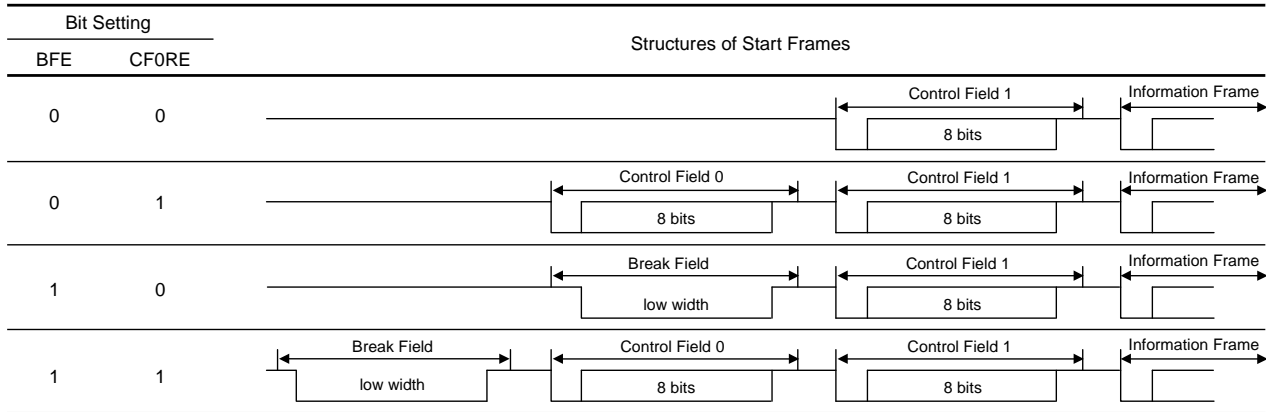 Bit Setting
Structures of Start Frames
BFE CF0RE
Control Field 1 Information Frame
0 0
8 bits
Control Field 0 Control Field 1 Information Frame
0 1
8 bits 8 bits
Break Field Control Field 1 Information Frame
1 0
low width 8 bits
Break Field Control Field 0 Control Field 1 Information Frame
1 1
low width 8 bits 8 bits